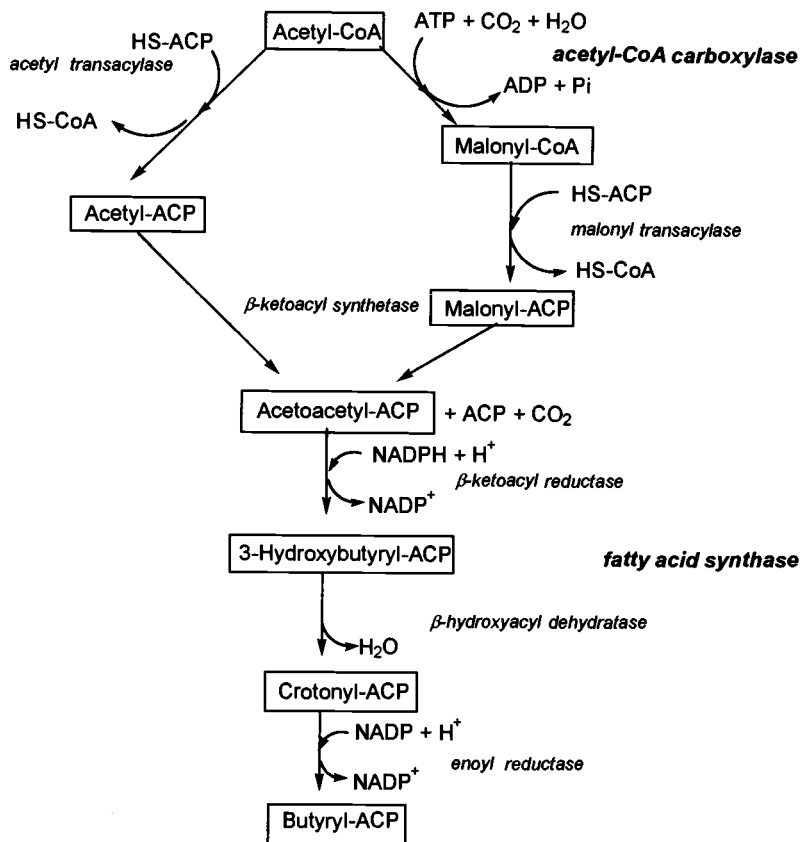 Acetyl-CoA
HS-ACP
acetyl transacylase
HS-CoA
ATP + CO₂ + H₂O
acetyl-CoA carboxylase
ADP + Pi
Malonyl-CoA
Acetyl-ACP
HS-ACP
malonyl transacylase
HS-CoA
β-ketoacyl synthetase
Malonyl-ACP
Acetoacetyl-ACP + ACP + CO₂
NADPH + H⁺
β-ketoacyl reductase
NADP⁺
3-Hydroxybutyryl-ACP
fatty acid synthase
β-hydroxyacyl dehydratase
H₂O
Crotonyl-ACP
NADP + H⁺
enoyl reductase
NADP⁺
Butyryl-ACP